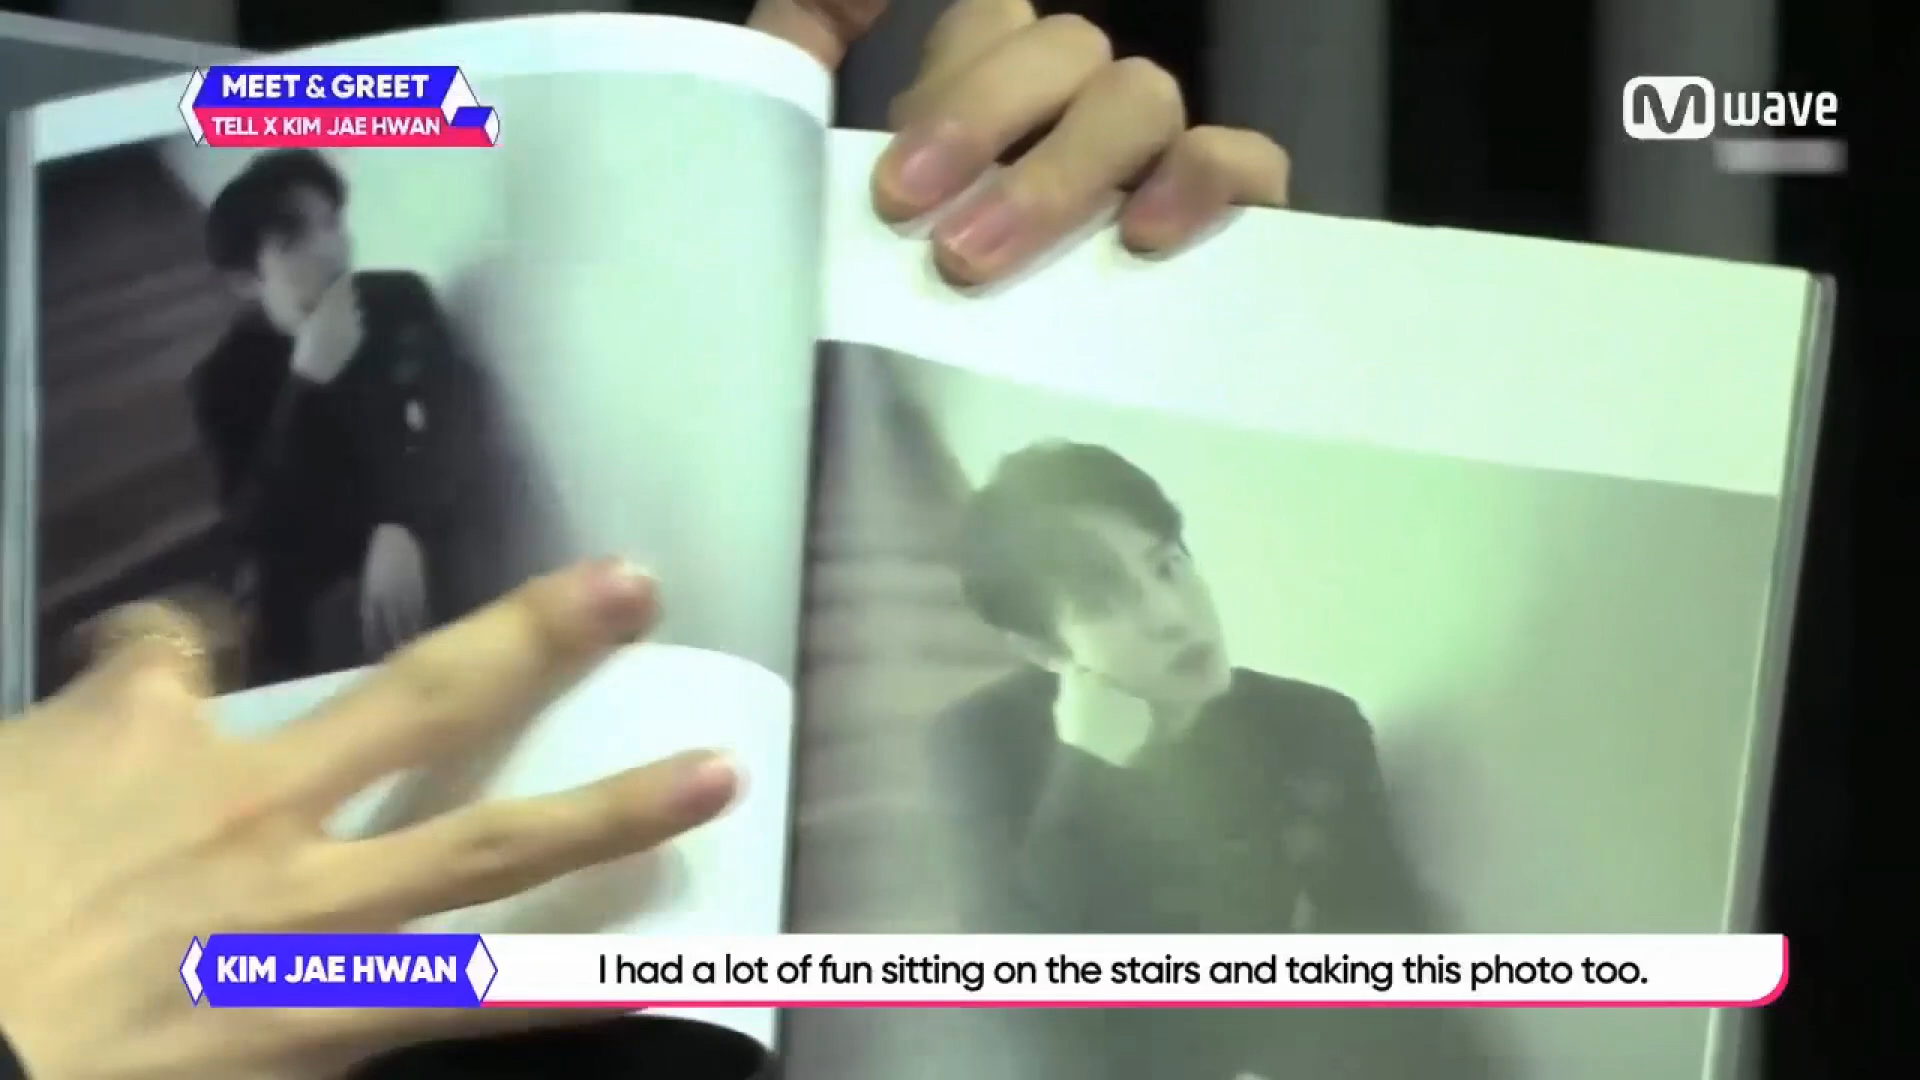 MEET & GREET
TELL X KIM JAE HWAN
M wave
KIM JAE HWAN
I had a lot of fun sitting on the stairs and taking this photo too.